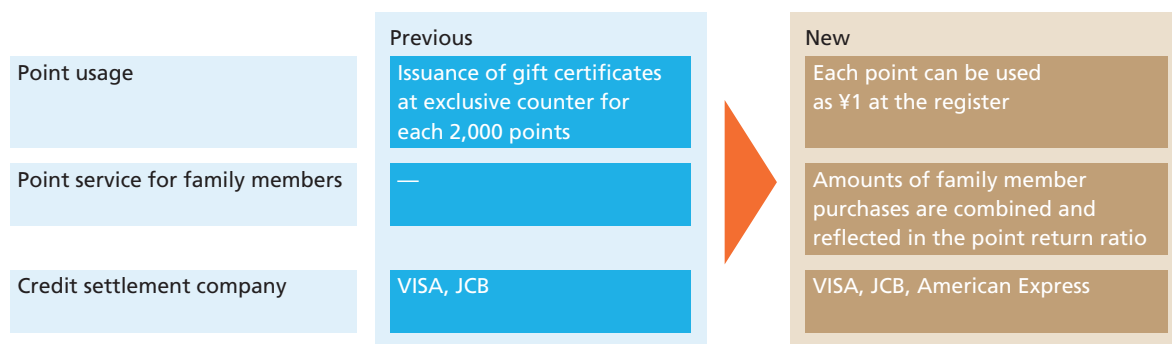 Previous
New
Point usage
Issuance of gift certificates
at exclusive counter for
each 2,000 points
Each point can be used
as ¥1 at the register
Point service for family members
—
Amounts of family member
purchases are combined and
reflected in the point return ratio
Credit settlement company
VISA, JCB
VISA, JCB, American Express